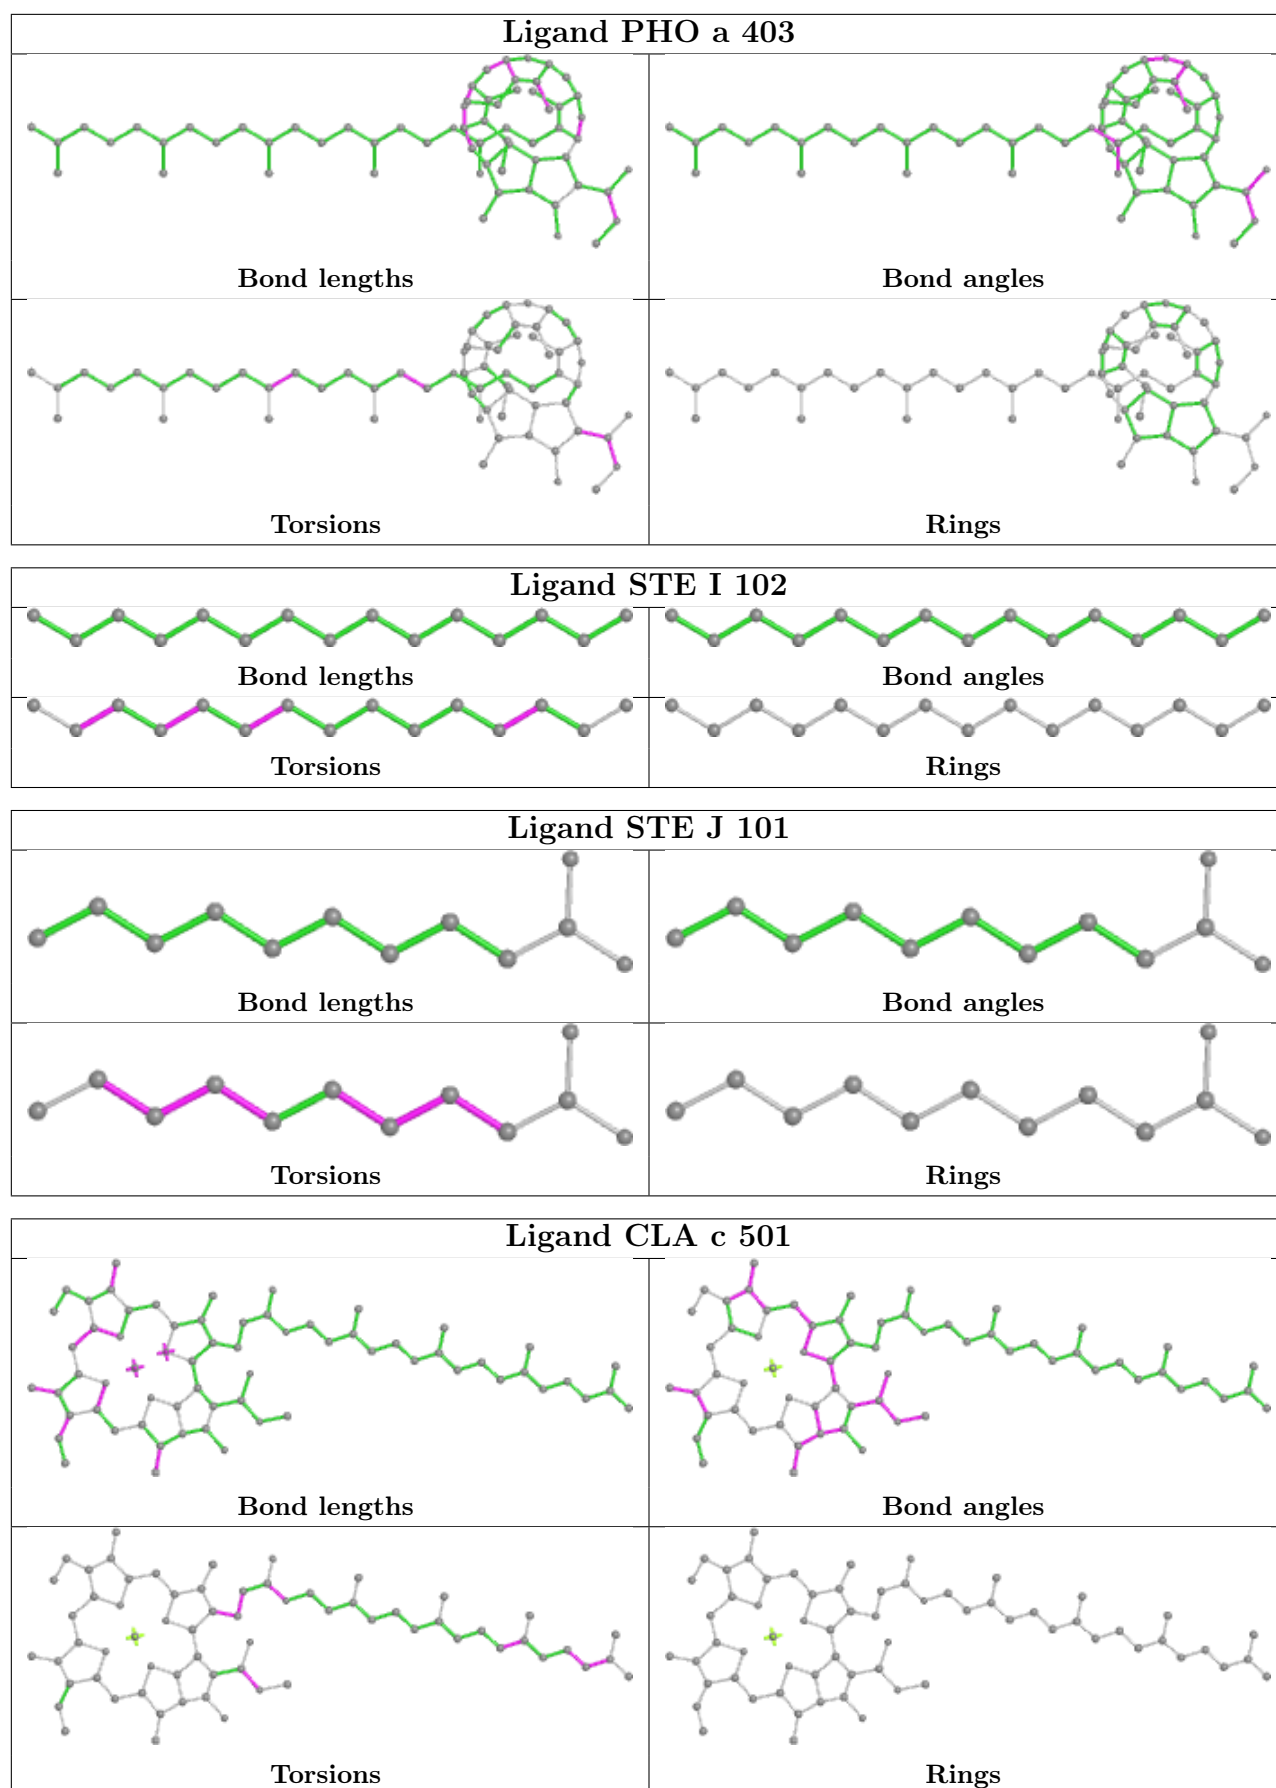 Ligand PHO a 403
Bond lengths
Bond angles
Torsions
Rings
Ligand STE I 102
Bond lengths
Bond angles
Torsions
Rings
Ligand STE J 101
Bond lengths
Bond angles
Torsions
Rings
Ligand CLA c 501
Bond lengths
Bond angles
Torsions
Rings